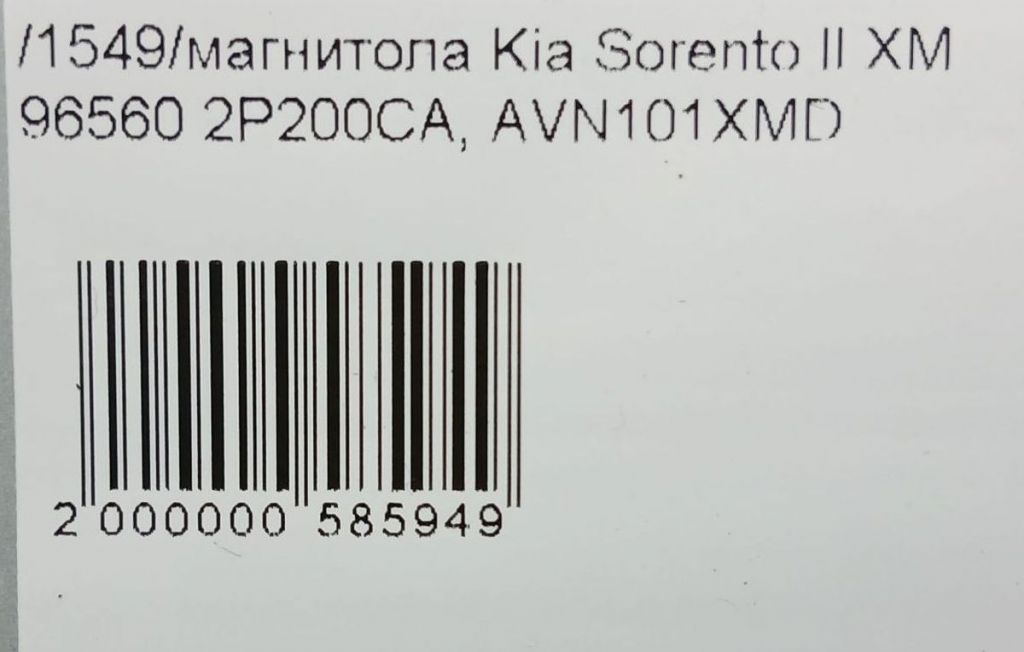 /1549/магнитола Kia Sorento II XM
96560 2P200CA, AVN101XMD
2 000000 585949